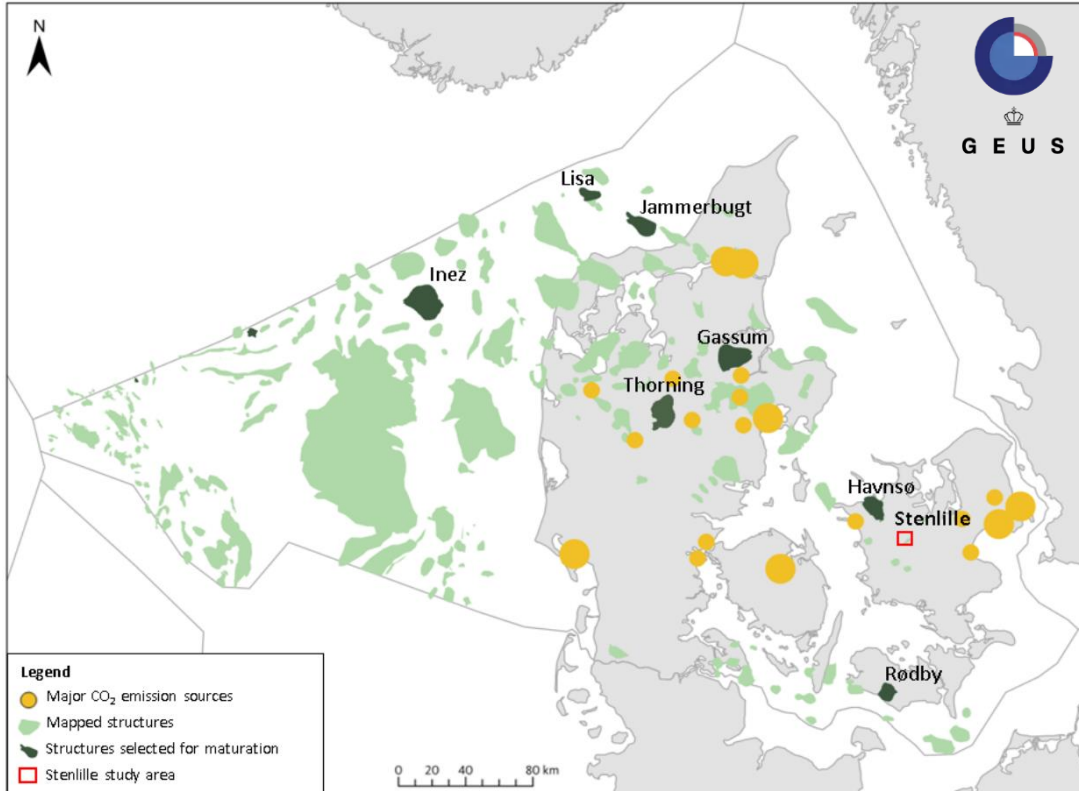 N
GEUS
Lisa
Jammerbugt
Inez
Gassum
Thorning
Havnsø
Stenlille
Rødby
Legend
Major CO₂ emission sources
Mapped structures
Structures selected for maturation
Stenlille study area
0 20 40 80 km